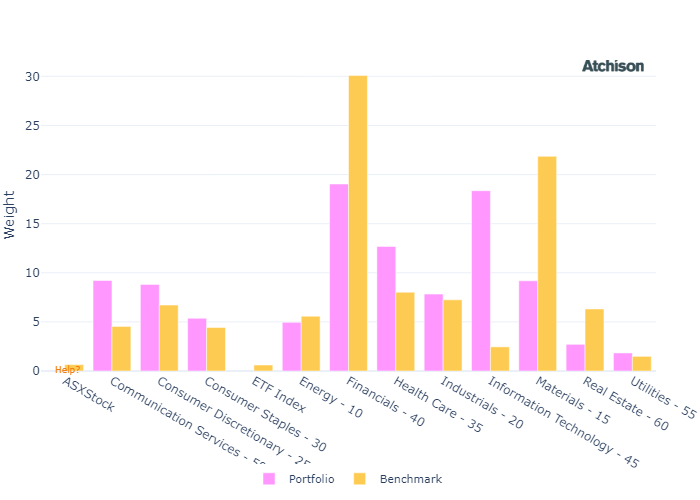 Atchison
Weight
30
25
20
15
10
5
0
Help?
ASXStock
Communication Services - 50
Consumer Discretionary - 25
Consumer Staples - 30
ETF Index
Energy - 10
Financials - 40
Health Care - 35
Industrials - 20
Information Technology - 45
Materials - 15
Real Estate - 60
Utilities - 55
Portfolio
Benchmark